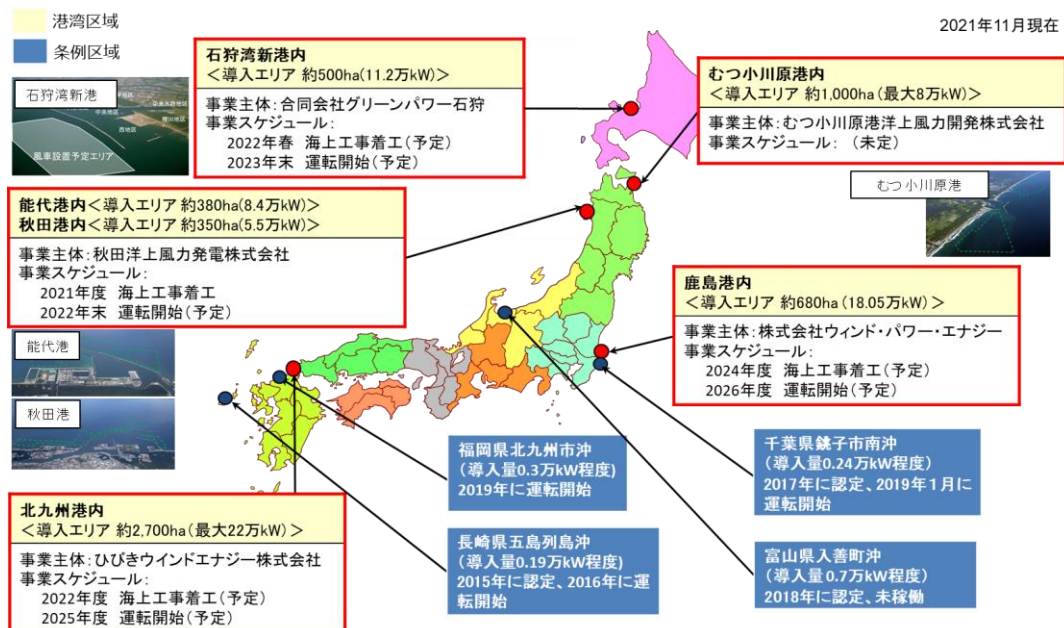 港湾区域
条例区域
2021年11月現在
石狩湾新港内
＜導入エリア 約500ha(11.2万kW)＞
事業主体：合同会社グリーンパワー石狩
事業スケジュール：
2022年春 海上工事着工(予定)
2023年末 運転開始(予定)
むつ小川原港内
＜導入エリア 約1,000ha(最大8万kW)＞
事業主体：むつ小川原港洋上風力開発株式会社
事業スケジュール： (未定)
石狩湾新港
中央地区
西地区
風車設置予定エリア
むつ小川原港
能代港内＜導入エリア 約380ha(8.4万kW)＞
秋田港内＜導入エリア 約350ha(5.5万kW)＞
事業主体：秋田洋上風力発電株式会社
事業スケジュール：
2021年度 海上工事着工
2022年末 運転開始(予定)
鹿島港内
＜導入エリア 約680ha(18.05万kW)＞
事業主体：株式会社ウィンド・パワー・エナジー
事業スケジュール：
2024年度 海上工事着工(予定)
2026年度 運転開始(予定)
能代港
秋田港
福岡県北九州市沖
(導入量0.3万kW程度)
2019年に運転開始
千葉県銚子市南沖
(導入量0.24万kW程度)
2017年に認定、2019年1月に
運転開始
北九州港内
＜導入エリア 約2,700ha(最大22万kW)＞
事業主体：ひびきウインドエナジー株式会社
事業スケジュール：
2022年度 海上工事着工(予定)
2025年度 運転開始(予定)
長崎県五島列島沖
(導入量0.19万kW程度)
2015年に認定、2016年に運
転開始
富山県入善町沖
(導入量0.7万kW程度)
2018年に認定、未稼働